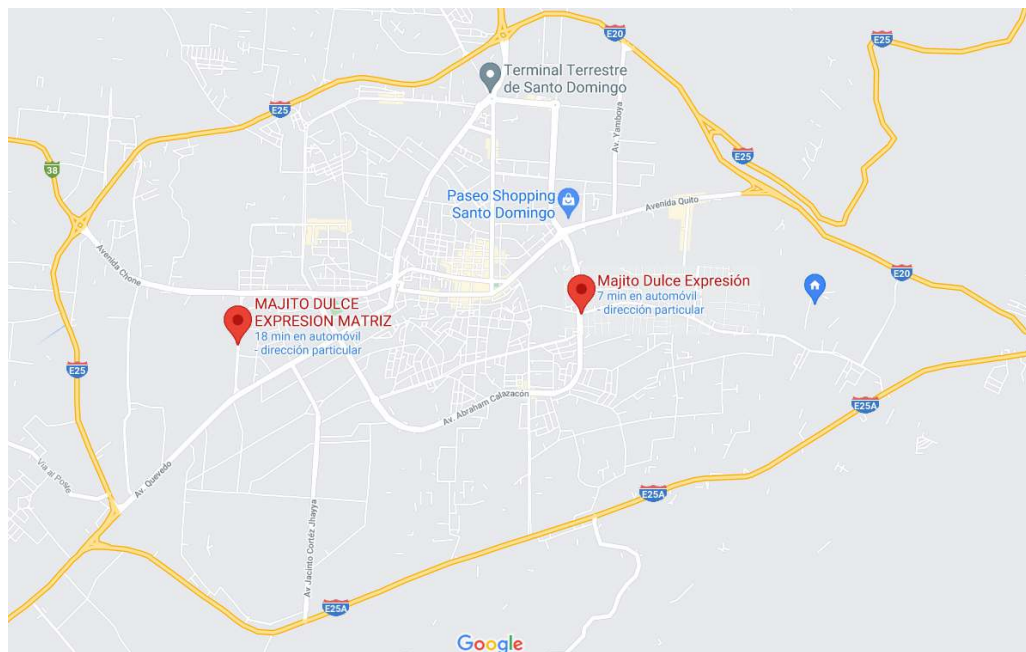 E20
E25
E25
Terminal Terrestre
de Santo Domingo
Av. Yamboya
E25
38
Paseo Shopping
Santo Domingo
Avenida Quito
Avenida Chone
E20
Majito Dulce Expresión
7 min en automóvil
- dirección particular
MAJITO DULCE
EXPRESION MATRIZ
18 min en automóvil
- dirección particular
E25
E25A
Av. Abraham Calazacón
Vía al Poste
Av. Quevedo
E25A
Av. Jacinto Cortéz Jhayya
E25A
Google